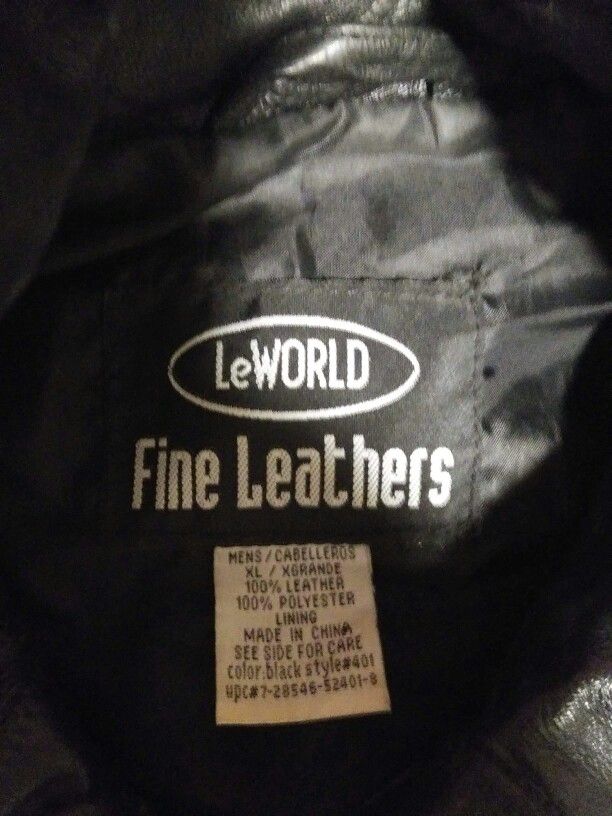 LeWORLD
Fine Leathers
MENS/CABELLEROS
XL / XGRANDE
100% LEATHER
100% POLYESTER
LINING
MADE IN CHINA
SEE SIDE FOR CARE
color:black style#401
upc#7-28546-52401-8